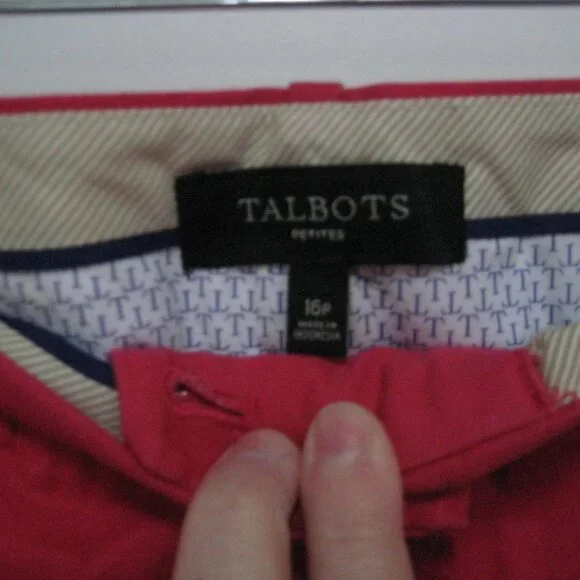 TALBOTS
PETITES
16P
MADE IN
INDONESIA